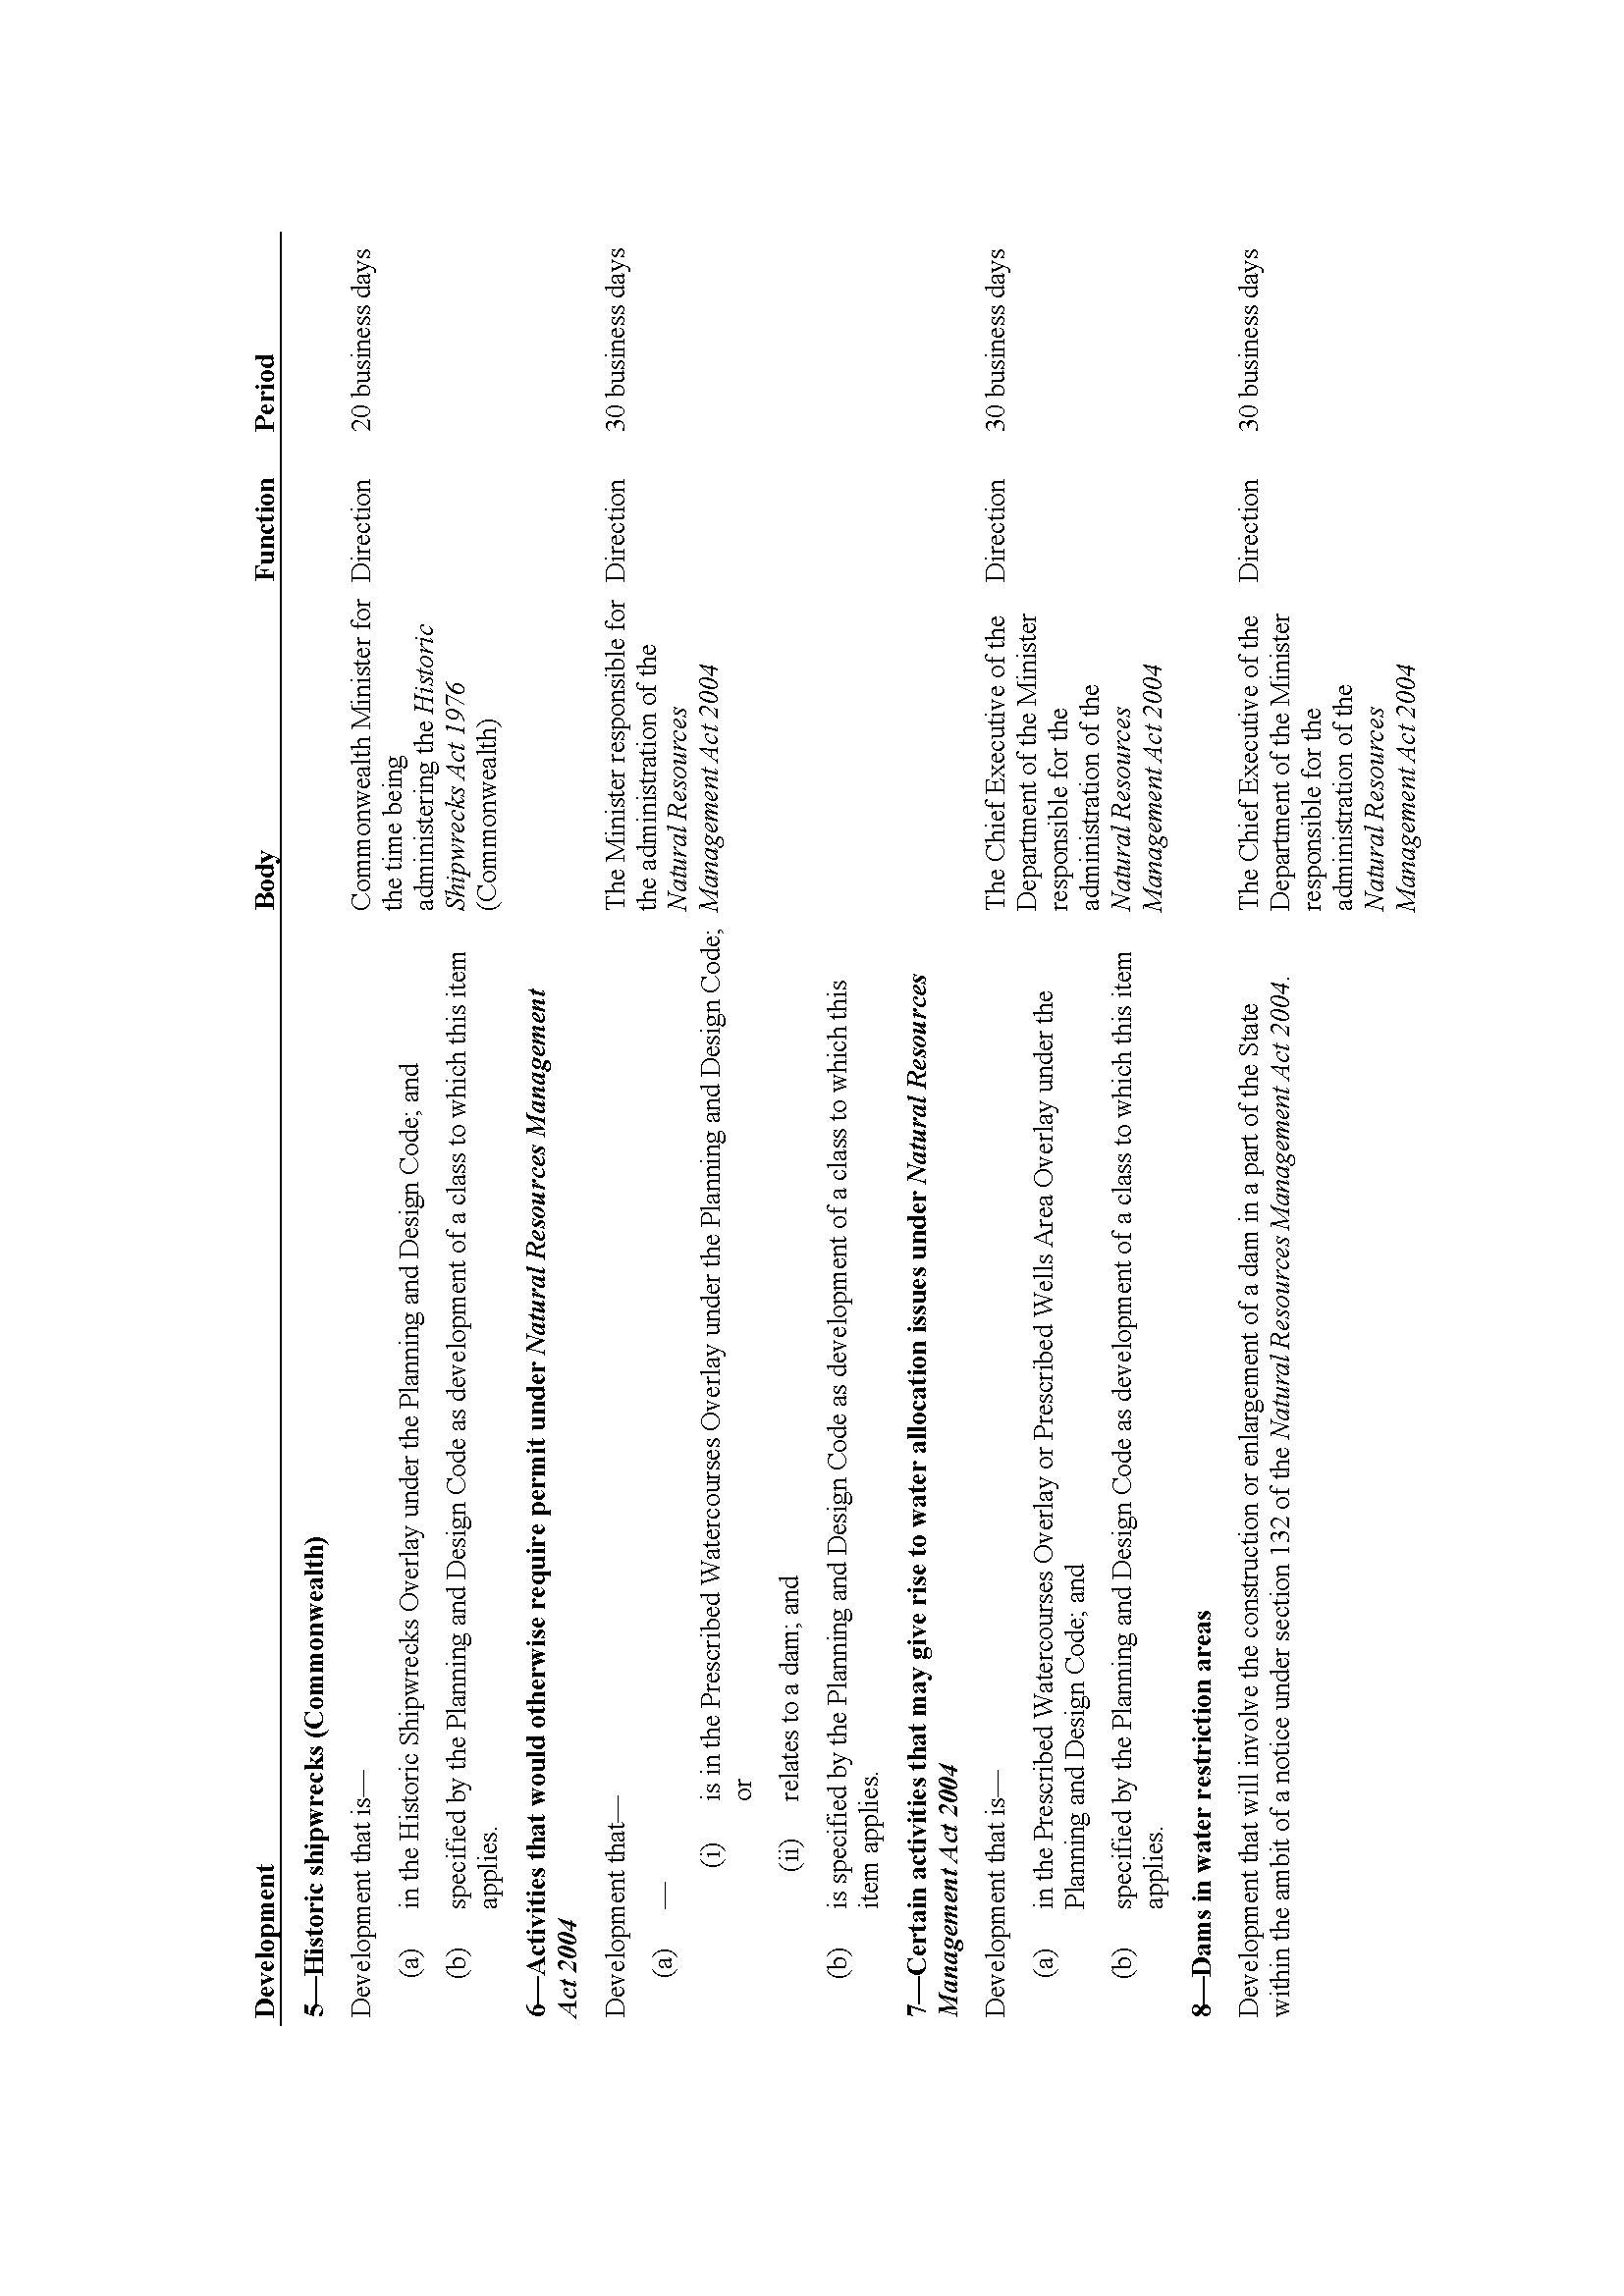 Development Body Function Period
5—Historic shipwrecks (Commonwealth)
Development that is— Commonwealth Minister for Direction 20 business days
the time being
(a) in the Historic Shipwrecks Overlay under the Planning and Design Code; and administering the Historic
(b) specified by the Planning and Design Code as development of a class to which this item Shipwrecks Act 1976
applies. (Commonwealth)
6—Activities that would otherwise require permit under Natural Resources Management
Act 2004
Development that— The Minister responsible for Direction 30 business days
the administration of the
(a) — Natural Resources
(i) is in the Prescribed Watercourses Overlay under the Planning and Design Code; Management Act 2004
or
(ii) relates to a dam; and
(b) is specified by the Planning and Design Code as development of a class to which this
item applies.
7—Certain activities that may give rise to water allocation issues under Natural Resources
Management Act 2004
Development that is— The Chief Executive of the Direction 30 business days
Department of the Minister
(a) in the Prescribed Watercourses Overlay or Prescribed Wells Area Overlay under the responsible for the
Planning and Design Code; and administration of the
(b) specified by the Planning and Design Code as development of a class to which this item Natural Resources
applies. Management Act 2004
8—Dams in water restriction areas
Development that will involve the construction or enlargement of a dam in a part of the State The Chief Executive of the Direction 30 business days
within the ambit of a notice under section 132 of the Natural Resources Management Act 2004. Department of the Minister
responsible for the
administration of the
Natural Resources
Management Act 2004